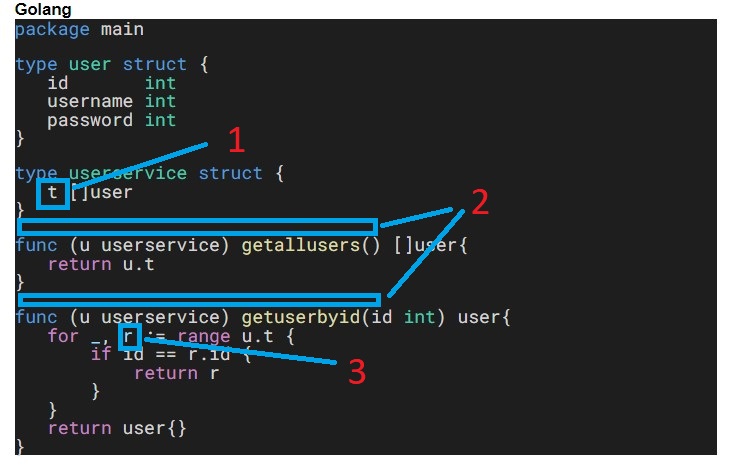 Golang
package main
type user struct {
id int
username int
password int
}
1
type userservice struct {
t []user
}
2
func (u userservice) getallusers() []user{
return u.t
}
func (u userservice) getuserbyid(id int) user{
for _, r := range u.t {
if id == r.id {
return r
3
}
}
return user{}
}